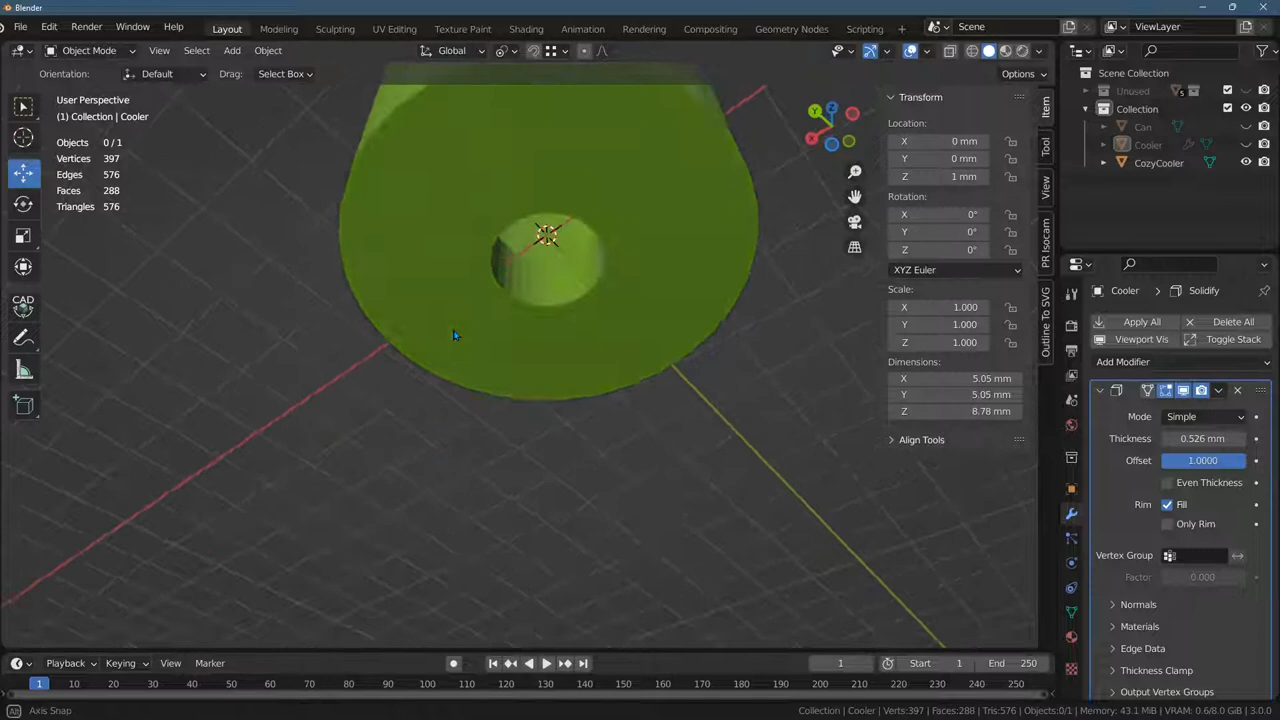 Blender
File Edit Render Window Help Layout Modeling Sculpting UV Editing Texture Paint Shading Animation Rendering Compositing Geometry Nodes Scripting + Scene ViewLayer
Object Mode View Select Add Object Global
Orientation: Default Drag: Select Box Options
User Perspective
(1) Collection | Cooler
Objects 0 / 1
Vertices 397
Edges 576
Faces 288
Triangles 576
CAD
Z
Y
X
Transform
Location:
X 0 mm
Y 0 mm
Z 1 mm
Rotation:
X 0°
Y 0°
Z 0°
XYZ Euler
Scale:
X 1.000
Y 1.000
Z 1.000
Dimensions:
X 5.05 mm
Y 5.05 mm
Z 8.78 mm
Align Tools
Item
Tool
View
PR Isocam
Outline To SVG
Scene Collection
Unused 5
Collection
Can
Cooler
CozyCooler
Cooler > Solidify
Apply All Delete All
Viewport Vis Toggle Stack
Add Modifier
Mode Simple
Thickness 0.526 mm
Offset 1.0000
Even Thickness
Rim Fill
Only Rim
Vertex Group
Factor 0.000
Normals
Materials
Edge Data
Thickness Clamp
Output Vertex Groups
Playback Keying View Marker 1 Start 1 End 250
1 10 20 30 40 50 60 70 80 90 100 110 120 130 140 150 160 170 180 190 200 210 220 230 240 250
Alt Axis Snap Collection | Cooler | Verts:397 | Faces:288 | Tris:576 | Objects:0/1 | Memory: 43.1 MiB | VRAM: 0.6/8.0 GiB | 3.0.0